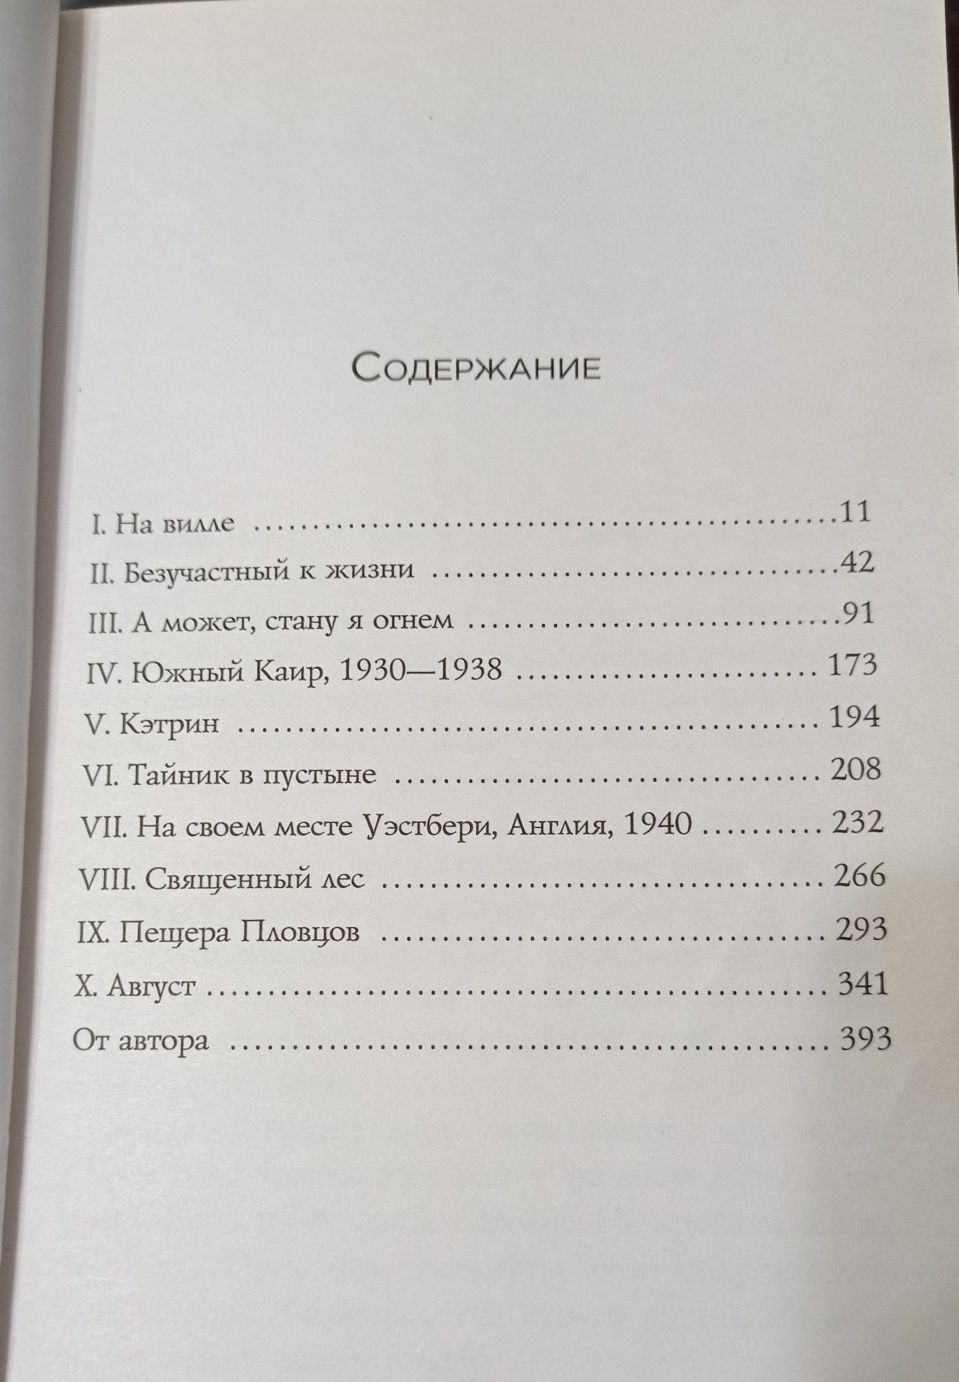 Содержание
I. На вилле ..................................................11
II. Безучастный к жизни ...................................42
III. А может, стану я огнем ................................91
IV. Южный Каир, 1930—1938 .......................... 173
V. Кэтрин .................................................. 194
VI. Тайник в пустыне .................................... 208
VII. На своем месте Уэстбери, Англия, 1940 .......... 232
VIII. Священный лес ...................................... 266
IX. Пещера Пловцов ...................................... 293
X. Август ..................................................... 341
От автора ................................................... 393